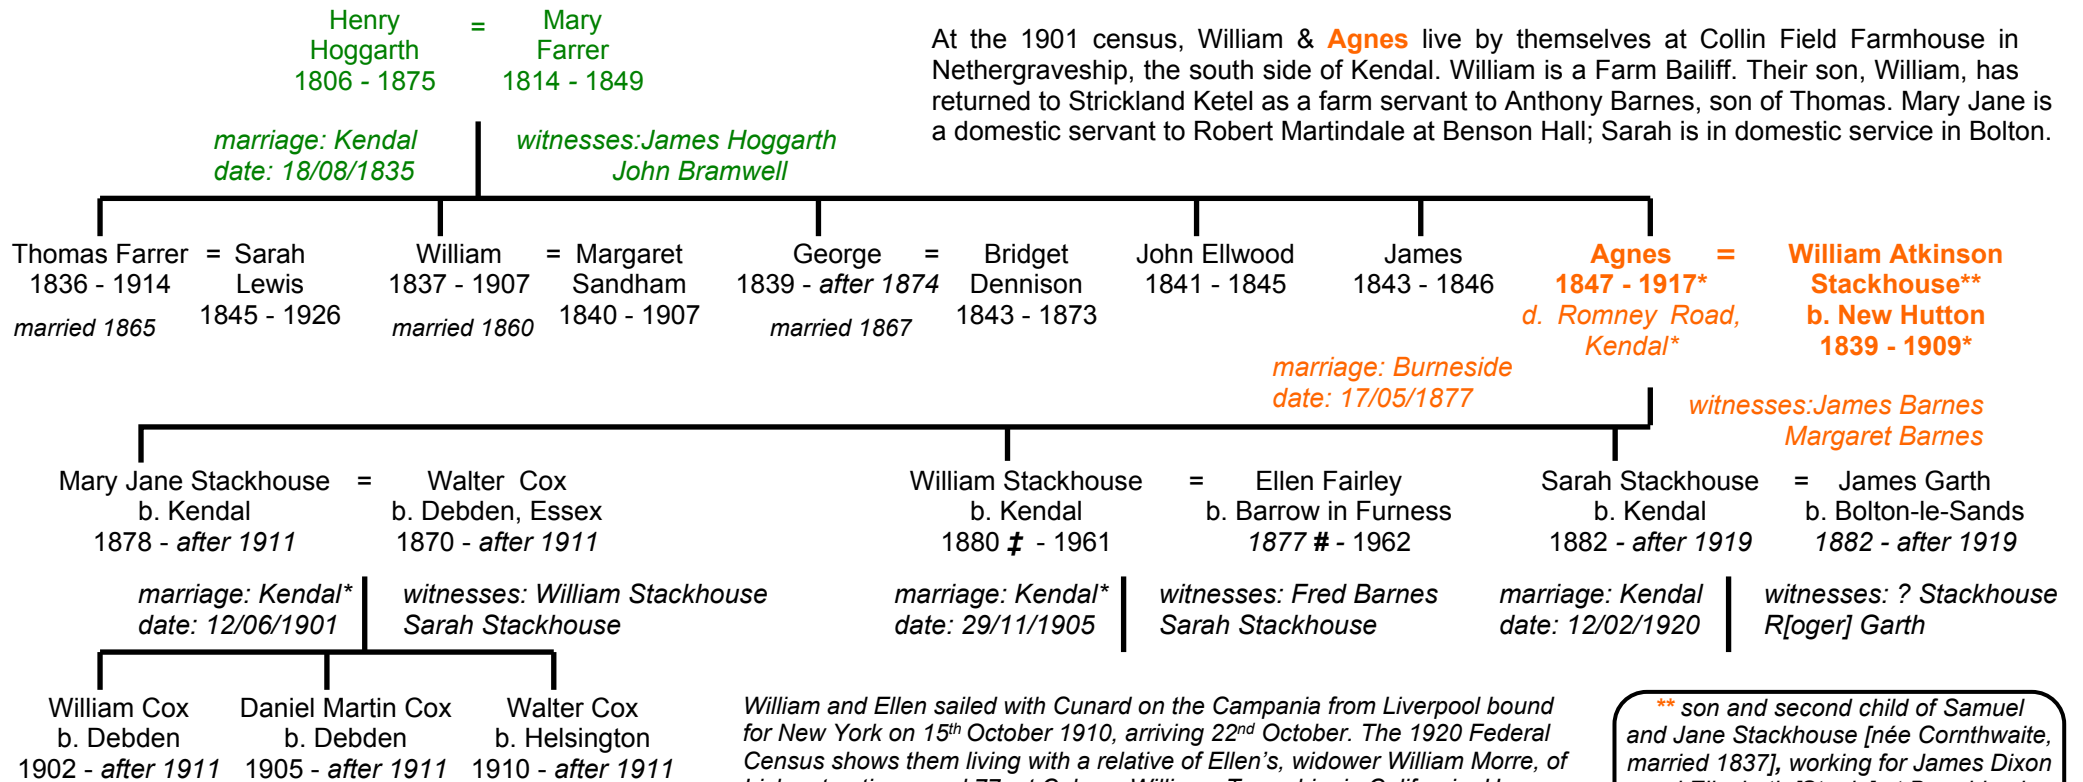 Henry Hoggarth 1806 - 1875 = Mary Farrer 1814 - 1849
At the 1901 census, William & Agnes live by themselves at Collin Field Farmhouse in
Nethergraveship, the south side of Kendal. William is a Farm Bailiff. Their son, William, has
returned to Strickland Ketel as a farm servant to Anthony Barnes, son of Thomas. Mary Jane is
a domestic servant to Robert Martindale at Benson Hall; Sarah is in domestic service in Bolton.
marriage: Kendal
date: 18/08/1835
witnesses:James Hoggarth
John Bramwell
Thomas Farrer
1836 - 1914
married 1865
=
Sarah
Lewis
1845 - 1926
William
1837 - 1907
married 1860
=
Margaret
Sandham
1840 - 1907
George
1839 - after 1874
married 1867
=
Bridget
Dennison
1843 - 1873
John Ellwood
1841 - 1845
James
1843 - 1846
Agnes
1847 - 1917*
d. Romney Road,
Kendal*
=
William Atkinson
Stackhouse**
b. New Hutton
1839 - 1909*
marriage: Burneside
date: 17/05/1877
witnesses:James Barnes
Margaret Barnes
Mary Jane Stackhouse
b. Kendal
1878 - after 1911
=
Walter Cox
b. Debden, Essex
1870 - after 1911
William Stackhouse
b. Kendal
1880 ‡ - 1961
=
Ellen Fairley
b. Barrow in Furness
1877 # - 1962
Sarah Stackhouse
b. Kendal
1882 - after 1919
=
James Garth
b. Bolton-le-Sands
1882 - after 1919
marriage: Kendal*
date: 12/06/1901
witnesses: William Stackhouse
Sarah Stackhouse
marriage: Kendal*
date: 29/11/1905
witnesses: Fred Barnes
Sarah Stackhouse
marriage: Kendal
date: 12/02/1920
witnesses: ? Stackhouse
R[oger] Garth
William Cox
b. Debden
1902 - after 1911
Daniel Martin Cox
b. Debden
1905 - after 1911
Walter Cox
b. Helsington
1910 - after 1911
William and Ellen sailed with Cunard on the Campania from Liverpool bound
for New York on 15th October 1910, arriving 22nd October. The 1920 Federal
Census shows them living with a relative of Ellen's, widower William Morre, of
** son and second child of Samuel
and Jane Stackhouse [née Cornthwaite,
married 1837], working for James Dixon